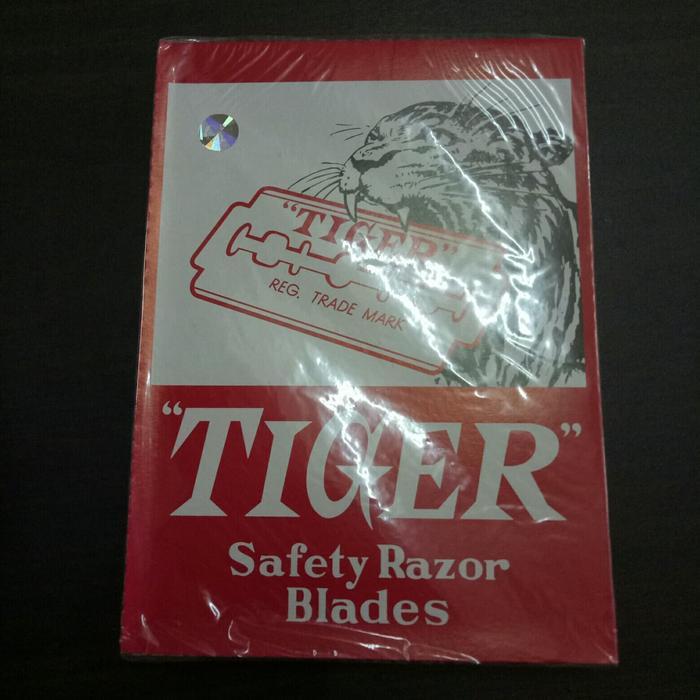 "TIGER"
REG. TRADE MARK
"TIGER"
Safety Razor
Blades